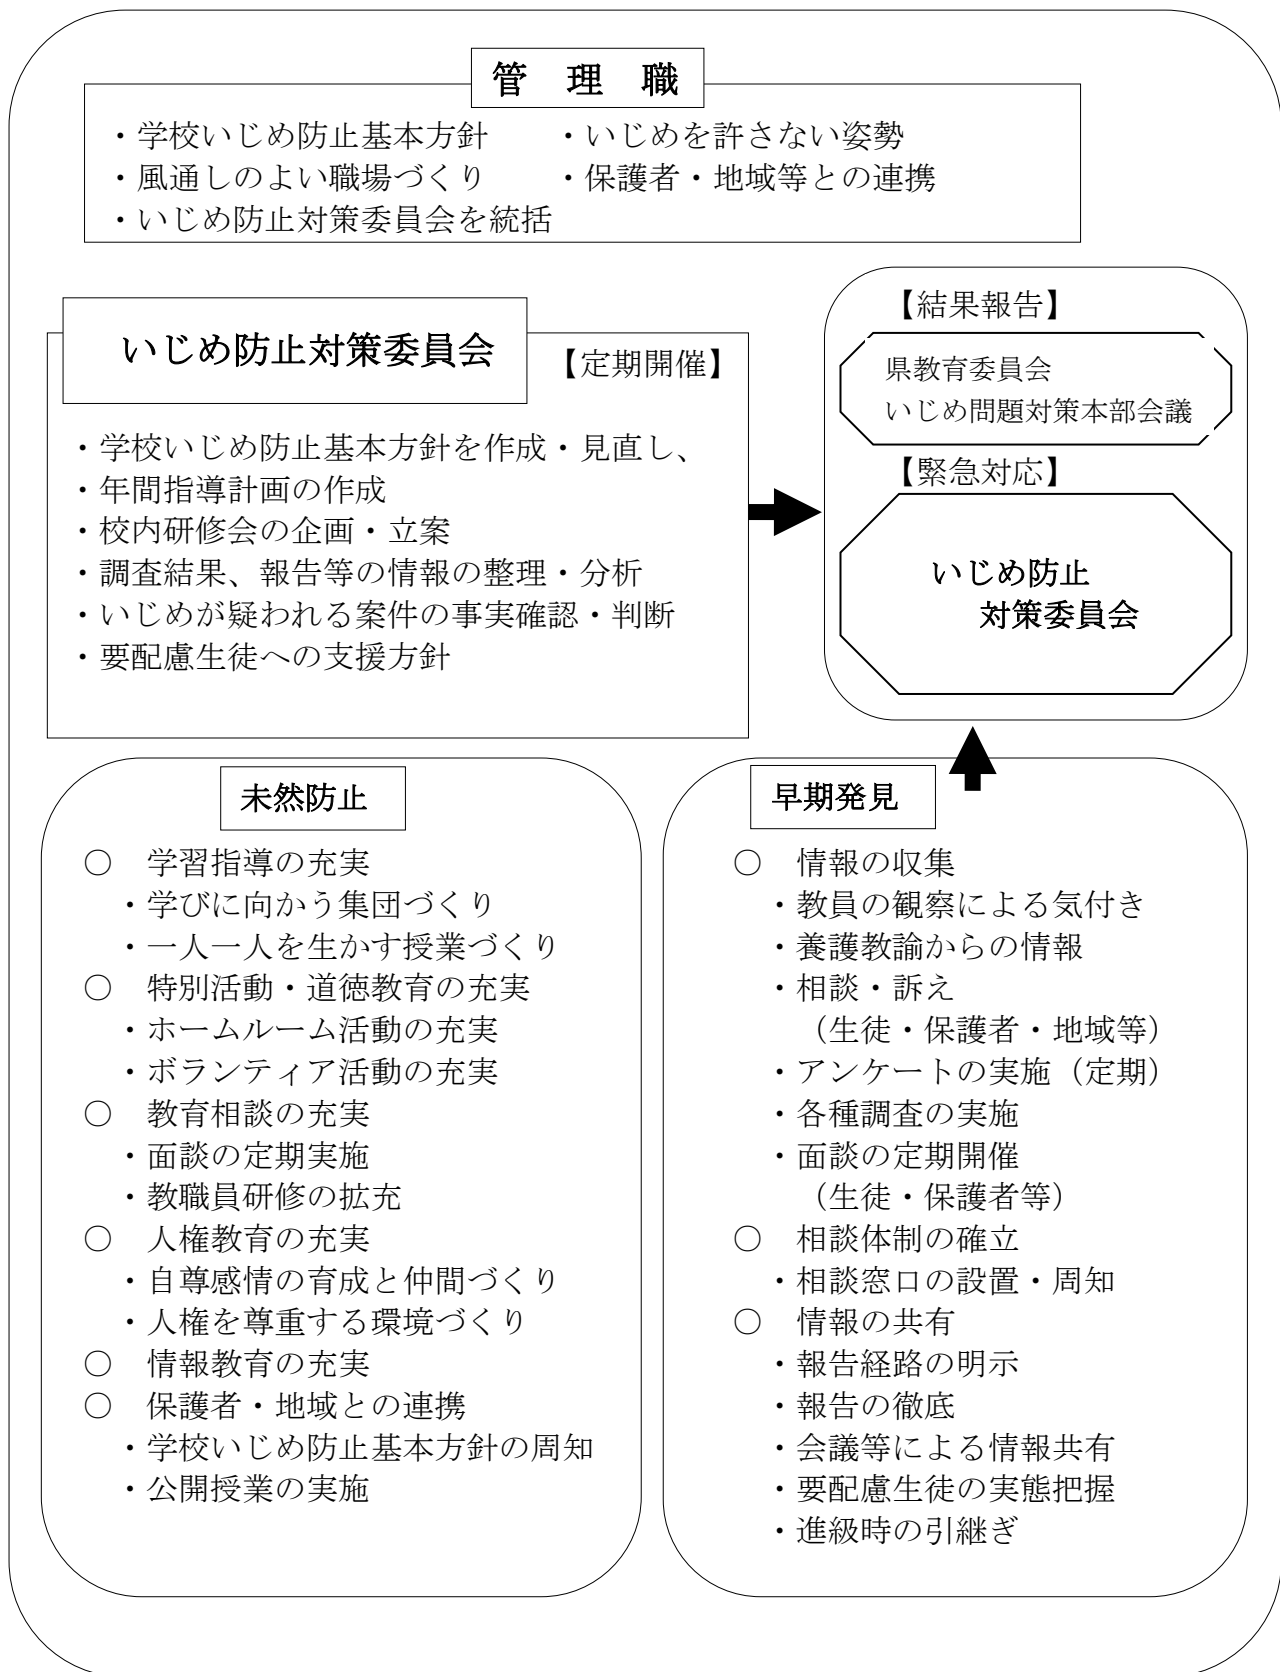 管　理　職
・学校いじめ防止基本方針　　・いじめを許さない姿勢
・風通しのよい職場づくり　　・保護者・地域等との連携
・いじめ防止対策委員会を統括
いじめ防止対策委員会
【定期開催】
・学校いじめ防止基本方針を作成・見直し、
・年間指導計画の作成
・校内研修会の企画・立案
・調査結果、報告等の情報の整理・分析
・いじめが疑われる案件の事実確認・判断
・要配慮生徒への支援方針
【結果報告】
県教育委員会
いじめ問題対策本部会議
【緊急対応】
いじめ防止
対策委員会
未然防止
○　学習指導の充実
・学びに向かう集団づくり
・一人一人を生かす授業づくり
○　特別活動・道徳教育の充実
・ホームルーム活動の充実
・ボランティア活動の充実
○　教育相談の充実
・面談の定期実施
・教職員研修の拡充
○　人権教育の充実
・自尊感情の育成と仲間づくり
・人権を尊重する環境づくり
○　情報教育の充実
○　保護者・地域との連携
・学校いじめ防止基本方針の周知
・公開授業の実施
早期発見
○　情報の収集
・教員の観察による気付き
・養護教諭からの情報
・相談・訴え
（生徒・保護者・地域等）
・アンケートの実施（定期）
・各種調査の実施
・面談の定期開催
（生徒・保護者等）
○　相談体制の確立
・相談窓口の設置・周知
○　情報の共有
・報告経路の明示
・報告の徹底
・会議等による情報共有
・要配慮生徒の実態把握
・進級時の引継ぎ